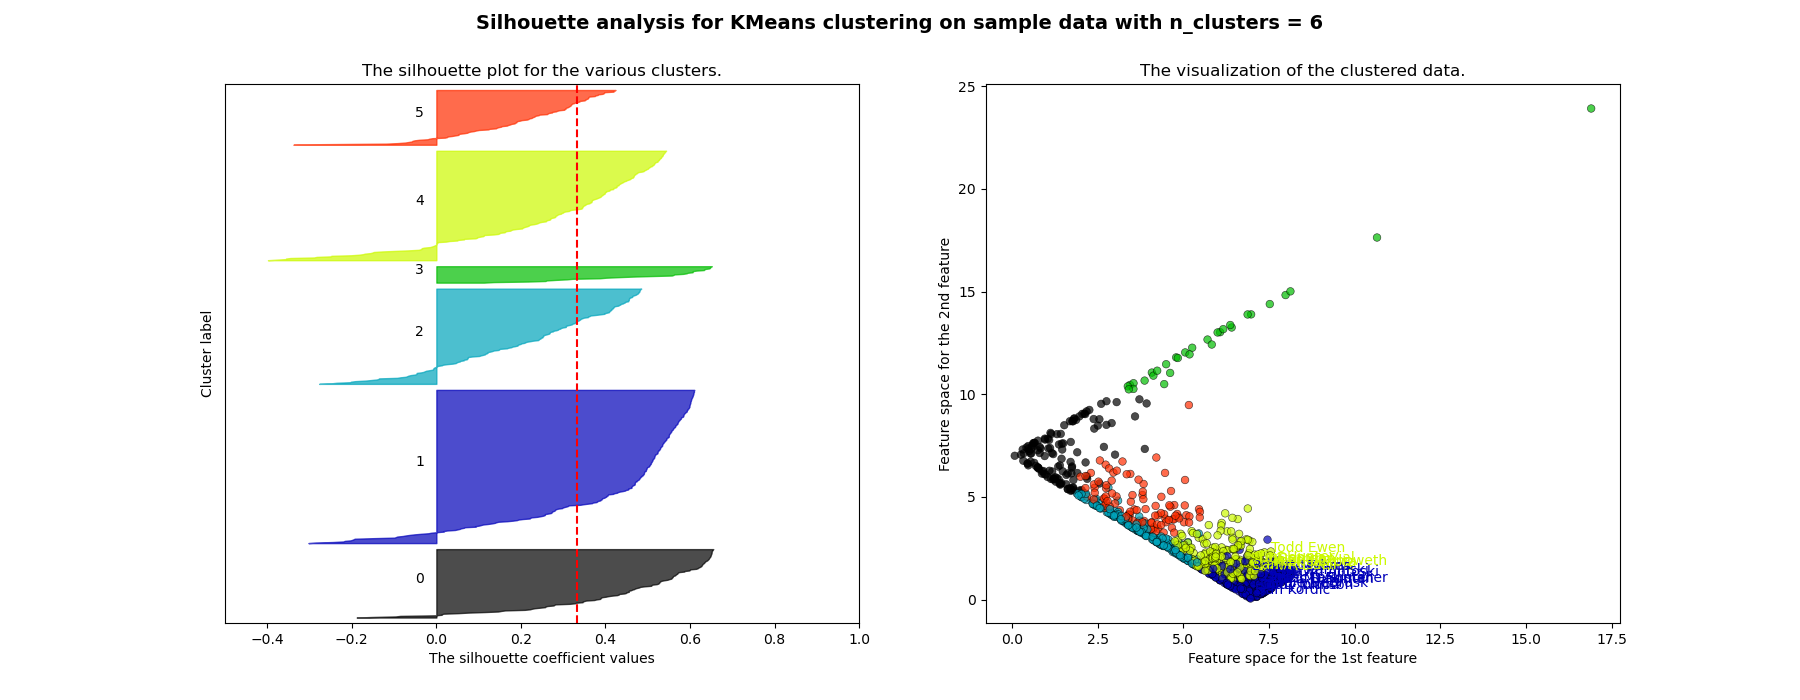 Silhouette analysis for KMeans clustering on sample data with n_clusters = 6
The silhouette plot for the various clusters.
5
4
3
2
1
0
Cluster label
−0.4 −0.2 0.0 0.2 0.4 0.6 0.8 1.0
The silhouette coefficient values
The visualization of the clustered data.
25
20
15
10
5
0
Feature space for the 2nd feature
Todd Ewen
Kordic
0.0 2.5 5.0 7.5 10.0 12.5 15.0 17.5
Feature space for the 1st feature